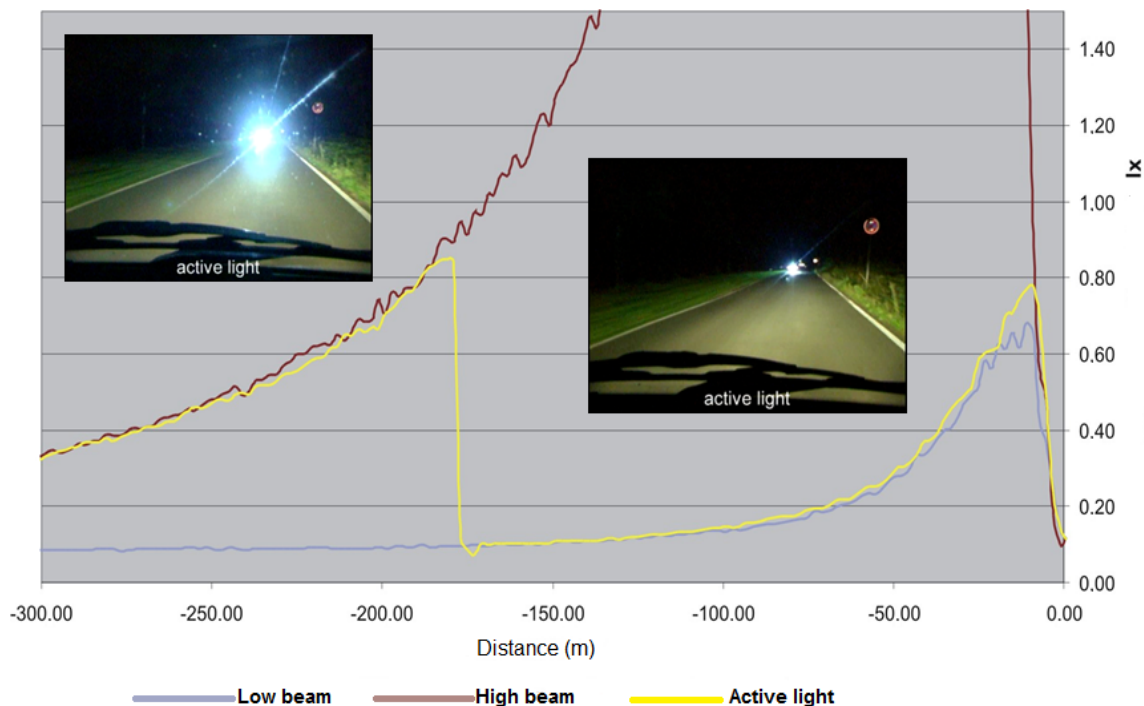 active light
active light
1.40
1.20
1.00
0.80
0.60
0.40
0.20
0.00
lx
-300.00 -250.00 -200.00 -150.00 -100.00 -50.00 0.00
Distance (m)
Low beam High beam Active light